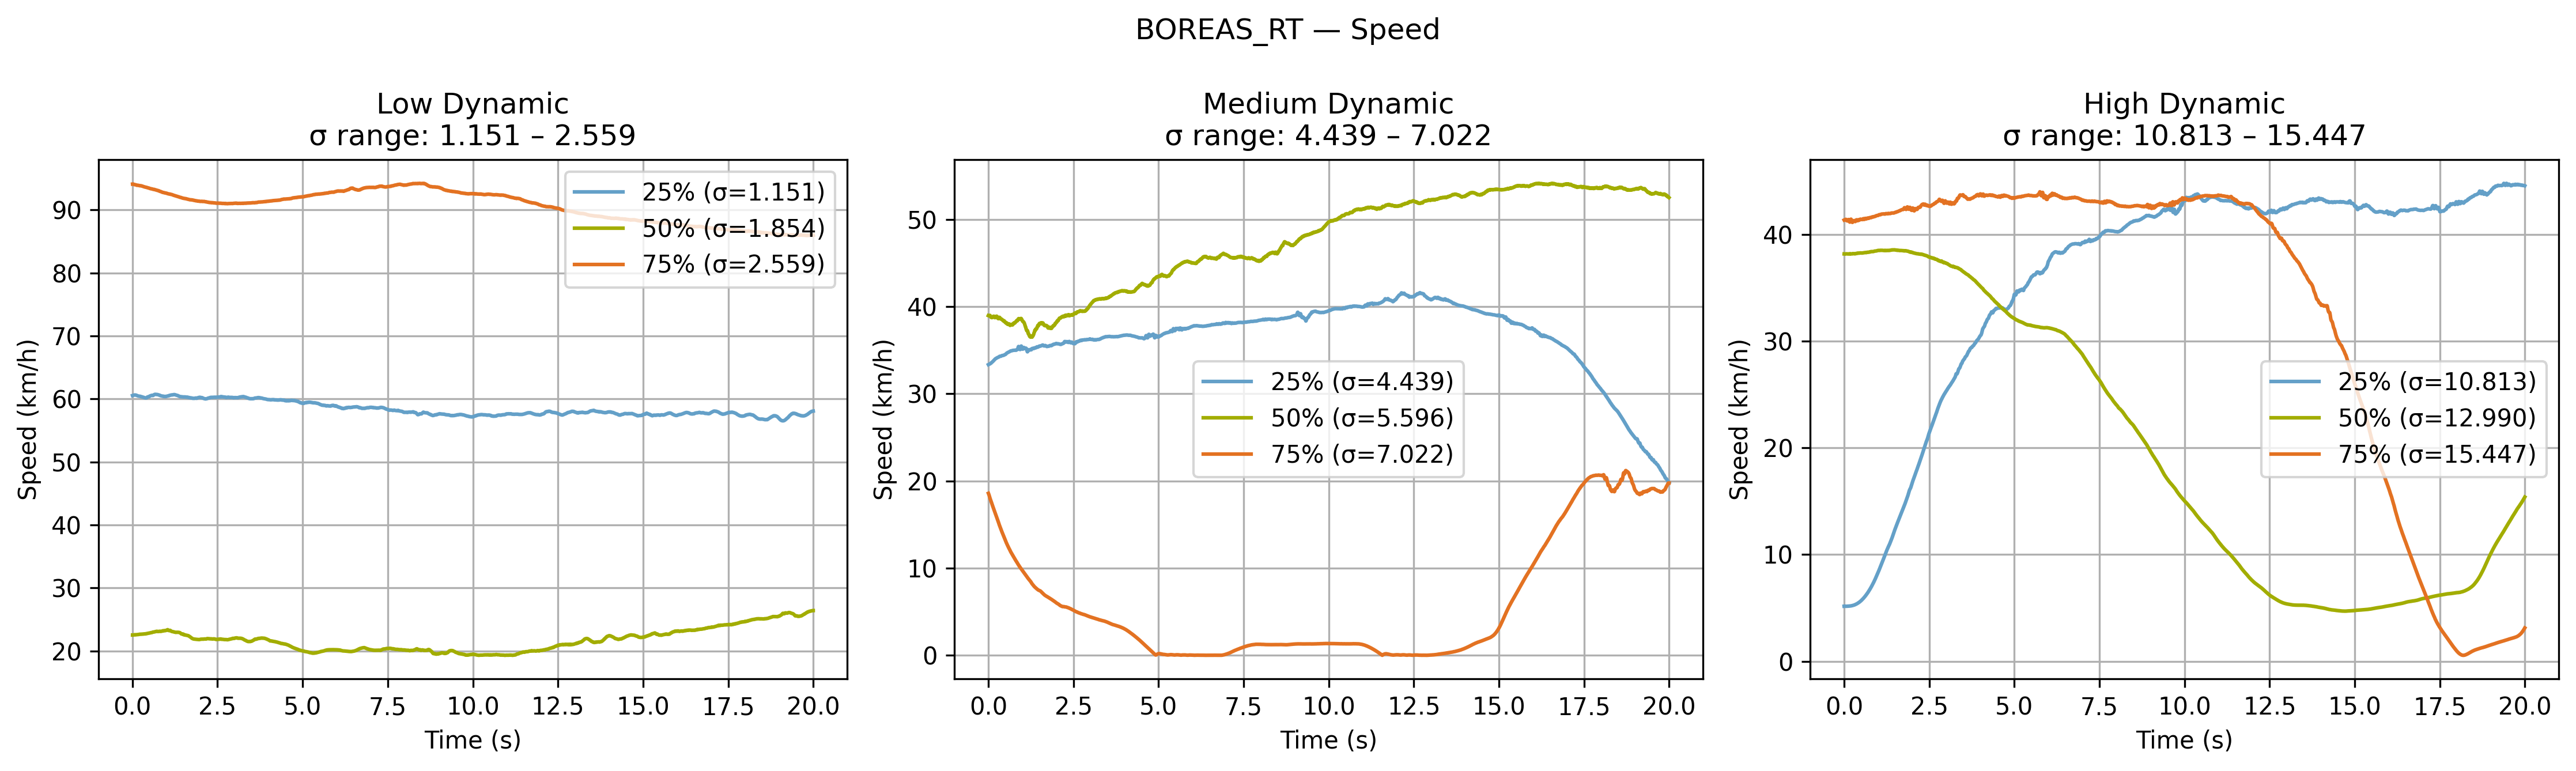 BOREAS_RT — Speed
Low Dynamic
σ range: 1.151 – 2.559
90
80
70
60
50
40
30
20
Speed (km/h)
25% (σ=1.151)
50% (σ=1.854)
75% (σ=2.559)
0.0 2.5 5.0 7.5 10.0 12.5 15.0 17.5 20.0
Time (s)
Medium Dynamic
σ range: 4.439 – 7.022
50
40
30
20
10
0
Speed (km/h)
25% (σ=4.439)
50% (σ=5.596)
75% (σ=7.022)
0.0 2.5 5.0 7.5 10.0 12.5 15.0 17.5 20.0
Time (s)
High Dynamic
σ range: 10.813 – 15.447
40
30
20
10
0
Speed (km/h)
25% (σ=10.813)
50% (σ=12.990)
75% (σ=15.447)
0.0 2.5 5.0 7.5 10.0 12.5 15.0 17.5 20.0
Time (s)